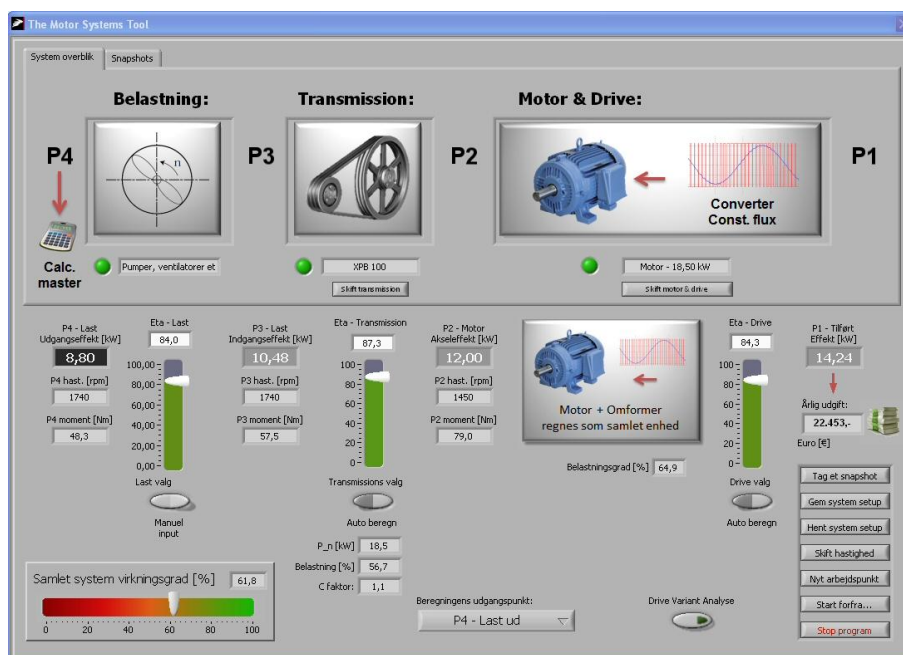 The Motor Systems Tool
System overblik
Snapshots
Belastning:
Transmission:
Motor & Drive:
P4
n
P3
P2
P1
Converter
Const. flux
Calc.
master
Pumper, ventilatorer et
XPB 100
Motor - 18,50 kW
Skift transmission
Skift motor & drive
P4 - Last
Udgangseffekt [kW]
8,80
P4 hast. [rpm]
1740
P4 moment [Nm]
48,3
Eta - Last
84,0
100,00
80,00
60,00
40,00
20,00
0,00
Last valg
Manuel
input
P3 - Last
Indgangseffekt [kW]
10,48
P3 hast. [rpm]
1740
P3 moment [Nm]
57,5
Eta - Transmission
87,3
100
80
60
40
20
0
Transmissions valg
Auto beregn
P_n [kW] 18,5
Belastning [%] 56,7
C faktor: 1,1
P2 - Motor
Akseleffekt [kW]
12,00
P2 hast. [rpm]
1450
P2 moment [Nm]
79,0
Motor + Omformer
regnes som samlet enhed
Belastningsgrad [%] 64,9
Eta - Drive
84,3
100
80
60
40
20
0
Drive valg
Auto beregn
P1 - Tilført
Effekt [kW]
14,24
Årlig udgift:
22.453,-
Euro [€]
Tag et snapshot
Gem system setup
Hent system setup
Skift hastighed
Nyt arbejdspunkt
Start forfra...
Stop program
Samlet system virkningsgrad [%] 61,8
0 20 40 60 80 100
Beregningens udgangspunkt:
P4 - Last ud
Drive Variant Analyse